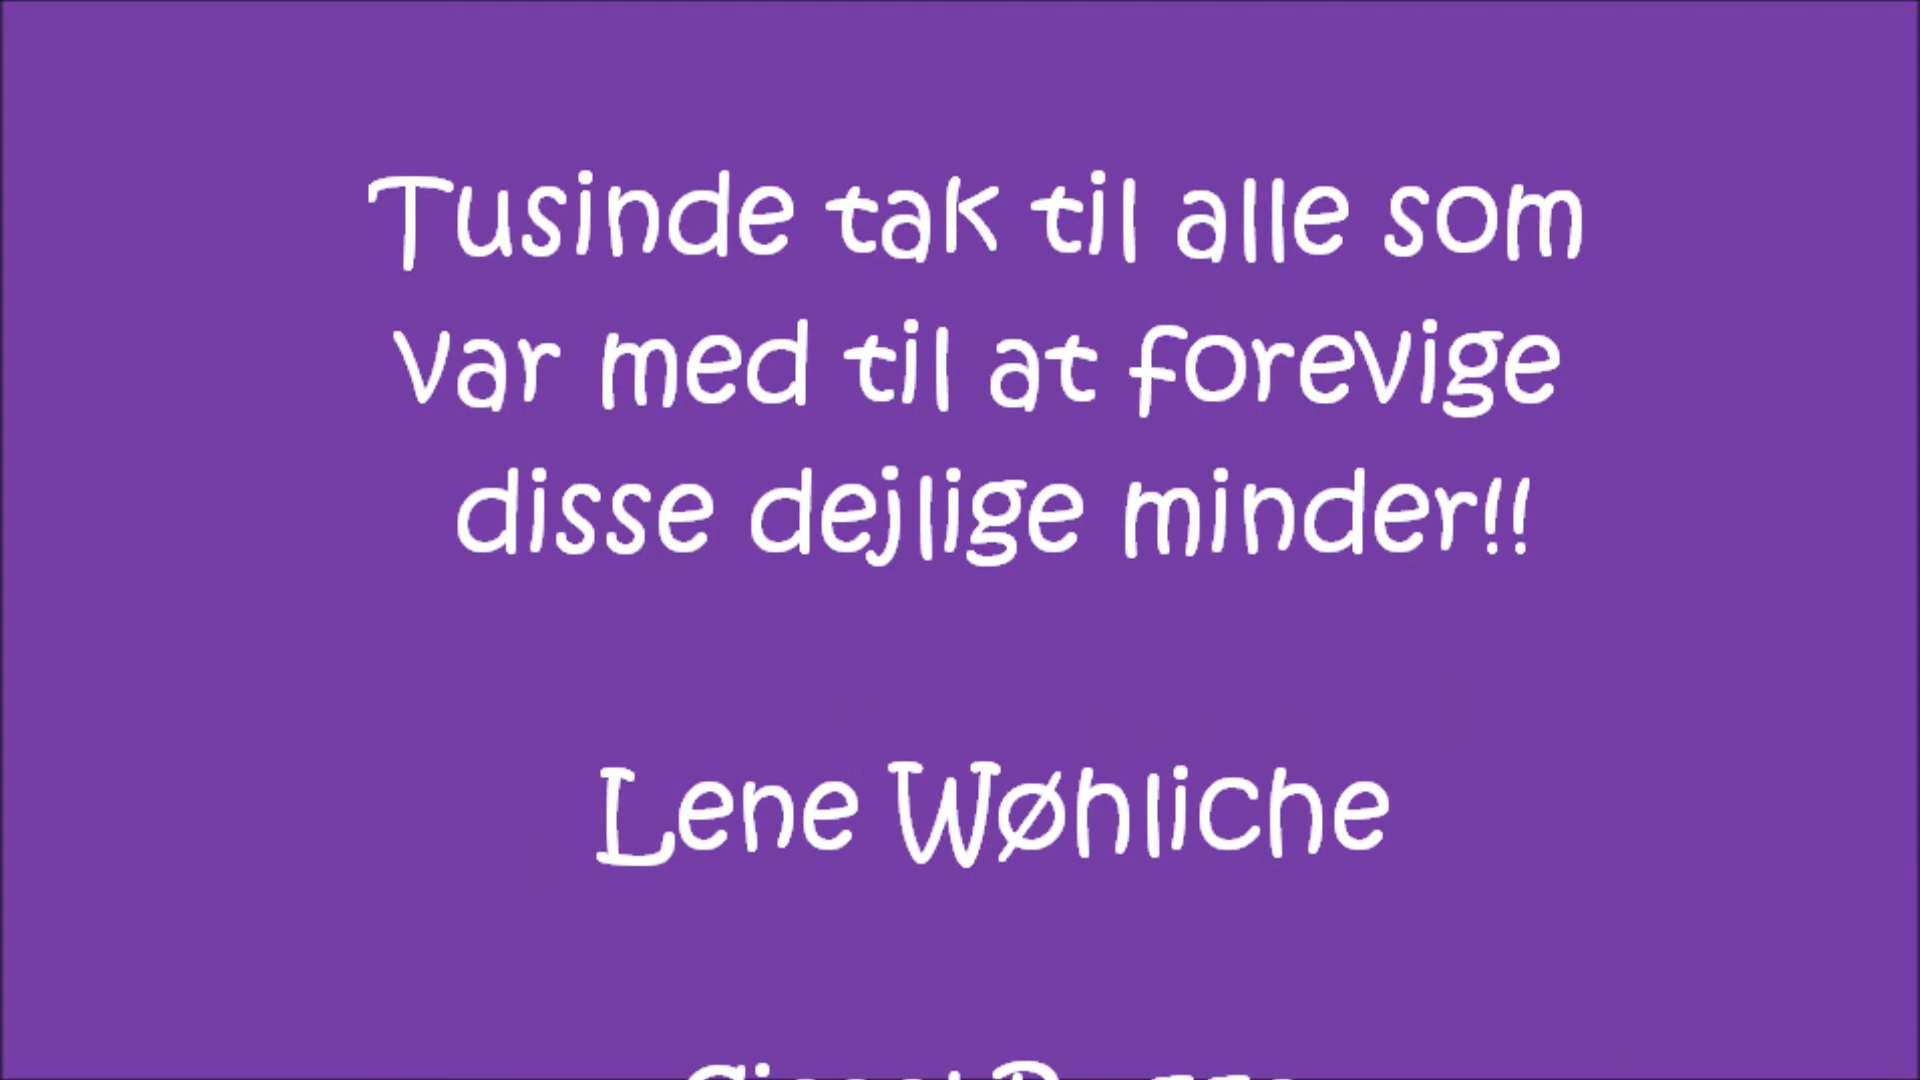 Tusinde tak til alle som
var med til at forevige
disse dejlige minder!!
Lene Wøhliche